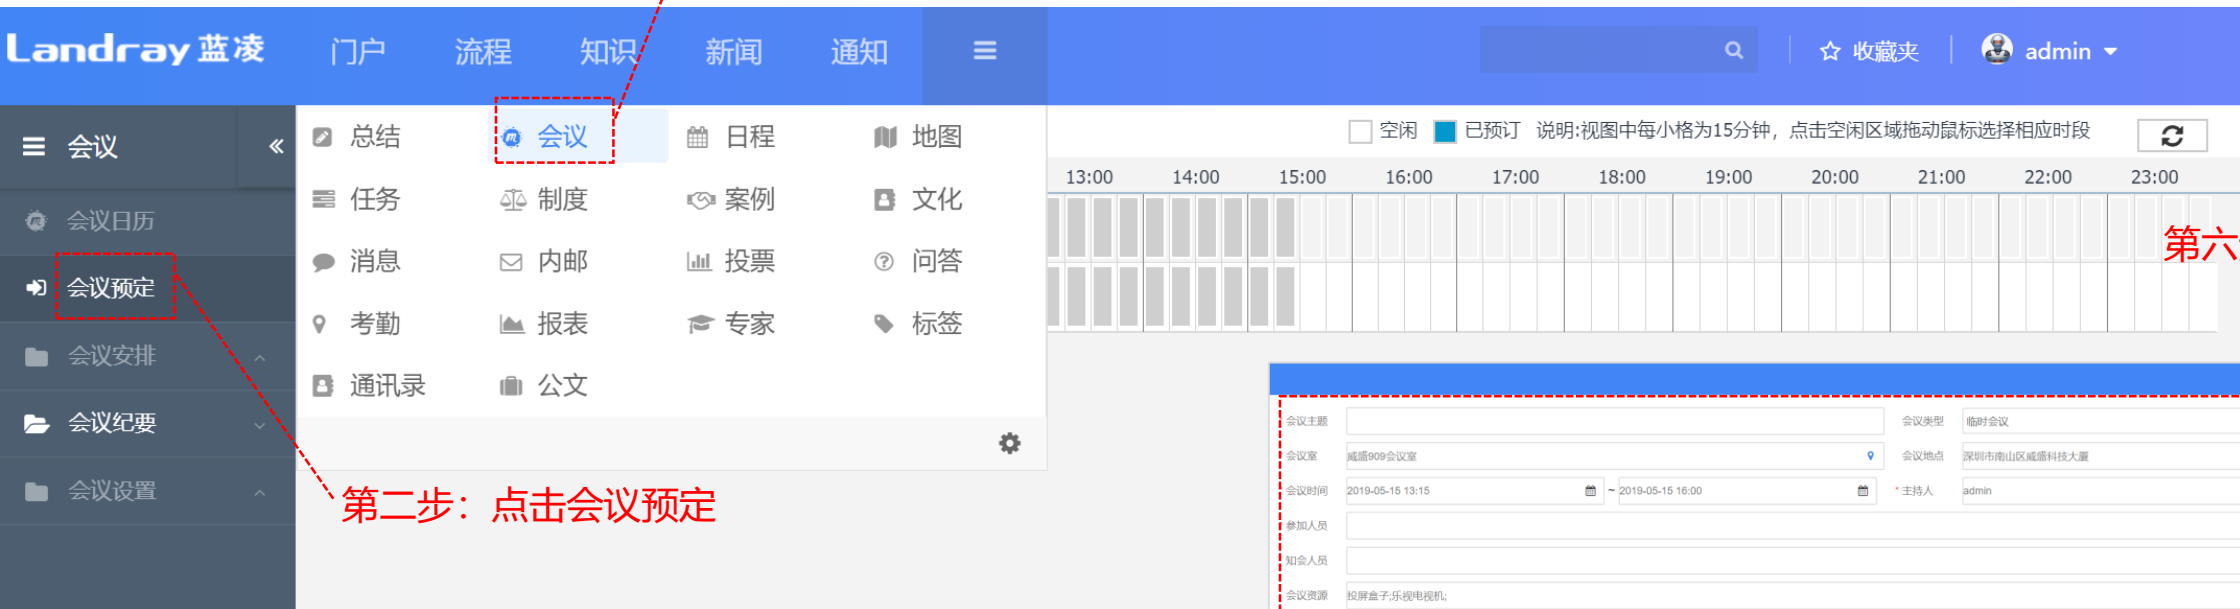 Landray 蓝凌 门户 流程 知识 新闻 通知 收藏夹 admin
会议
总结 会议 日程 地图
任务 制度 案例 文化
消息 内邮 投票 问答
考勤 报表 专家 标签
通讯录 公文
会议日历
会议预定
会议安排
会议纪要
会议设置
第二步：点击会议预定
空闲 已预订 说明:视图中每小格为15分钟，点击空闲区域拖动鼠标选择相应时段
13:00 14:00 15:00 16:00 17:00 18:00 19:00 20:00 21:00 22:00 23:00
第六
会议主题 会议类型 临时会议
会议室 威盛909会议室 会议地点 深圳市南山区威盛科技大厦
会议时间 2019-05-15 13:15 ~ 2019-05-15 16:00 *主持人 admin
参加人员
知会人员
会议资源 投屏盒子;乐视电视机;